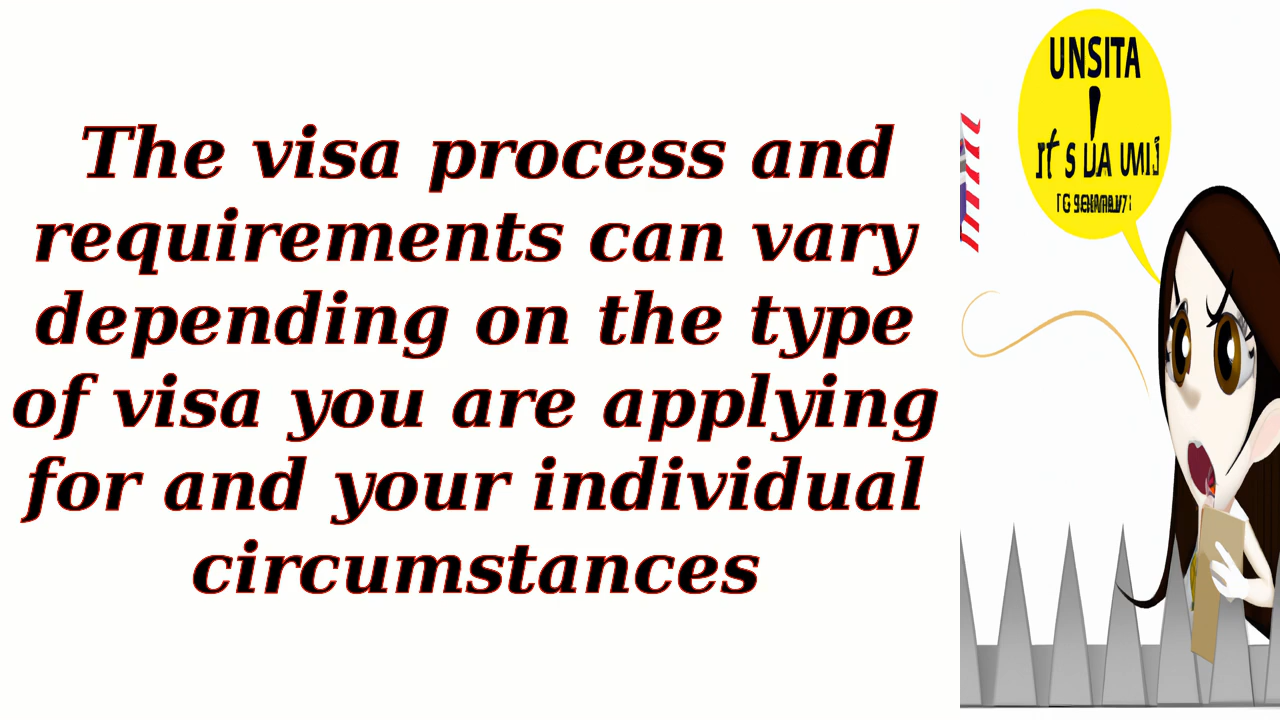 The visa process and
requirements can vary
depending on the type
of visa you are applying
for and your individual
circumstances
UNSITA
!